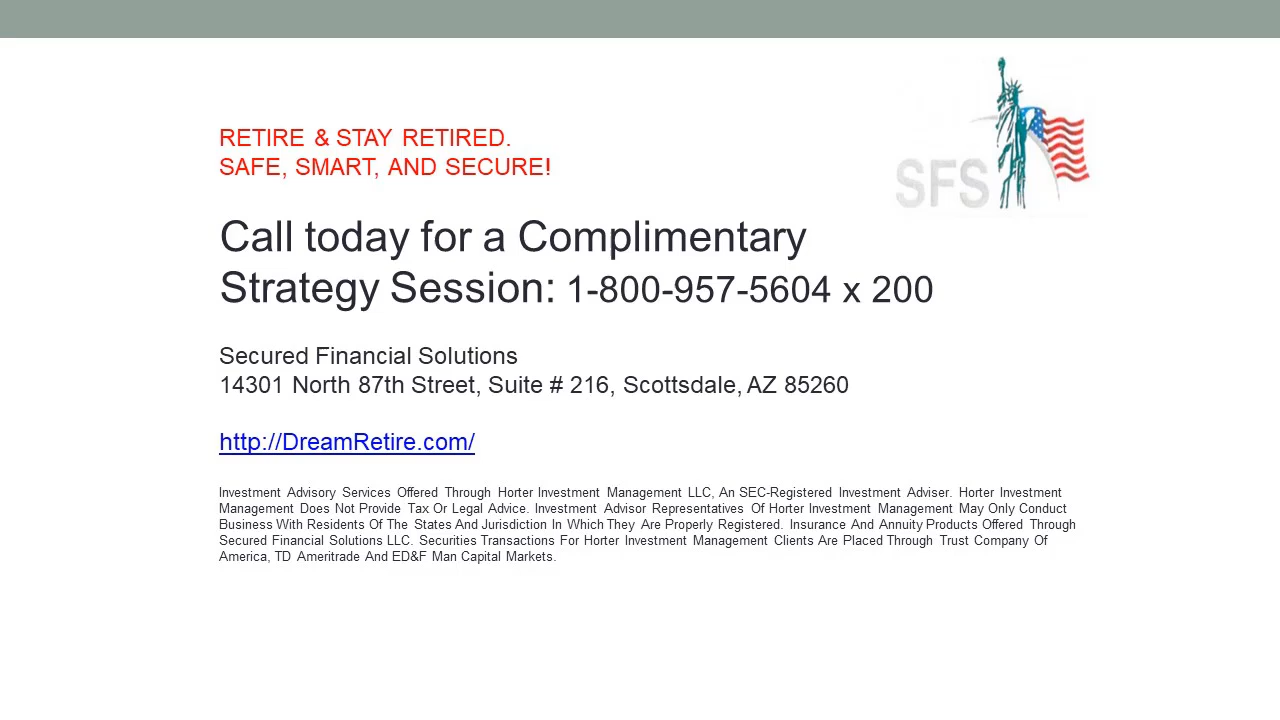 SFS
RETIRE & STAY RETIRED.
SAFE, SMART, AND SECURE!
Call today for a Complimentary
Strategy Session: 1-800-957-5604 x 200
Secured Financial Solutions
14301 North 87th Street, Suite # 216, Scottsdale, AZ 85260
http://DreamRetire.com/
Investment Advisory Services Offered Through Horter Investment Management LLC, An SEC-Registered Investment Adviser. Horter Investment
Management Does Not Provide Tax Or Legal Advice. Investment Advisor Representatives Of Horter Investment Management May Only Conduct
Business With Residents Of The States And Jurisdiction In Which They Are Properly Registered. Insurance And Annuity Products Offered Through
Secured Financial Solutions LLC. Securities Transactions For Horter Investment Management Clients Are Placed Through Trust Company Of
America, TD Ameritrade And ED&F Man Capital Markets.